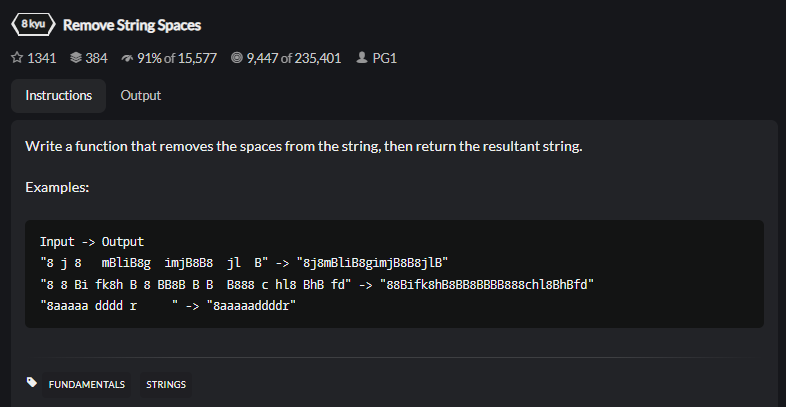 8 kyu Remove String Spaces
1341 384 91% of 15,577 9,447 of 235,401 PG1
Instructions Output
Write a function that removes the spaces from the string, then return the resultant string.
Examples:
Input -> Output
"8 j 8   mBliB8g  imjB8B8  jl  B" -> "8j8mBliB8gimjB8B8jlB"
"8 8 Bi fk8h B 8 BB8B B B  B888 c hl8 BhB fd" -> "88Bifk8hB8BB8BBBB888chl8BhBfd"
"8aaaaa dddd r     " -> "8aaaaaddddr"
FUNDAMENTALS STRINGS